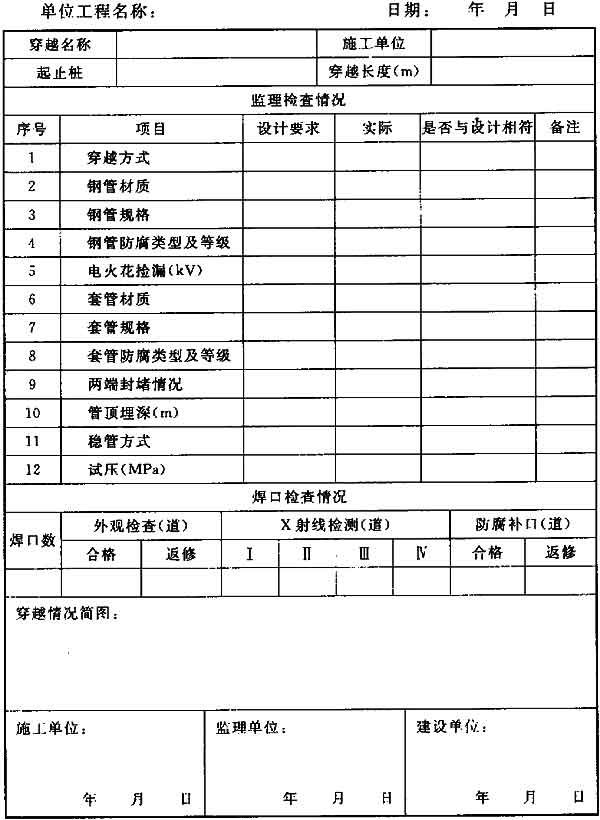 单位工程名称： 日期： 年 月 日
穿越名称 施工单位
起止桩 穿越长度(m)
监理检查情况
序号 项目 设计要求 实际 是否与设计相符 备注
1 穿越方式
2 钢管材质
3 钢管规格
4 钢管防腐类型及等级
5 电火花检漏(kV)
6 套管材质
7 套管规格
8 套管防腐类型及等级
9 两端封堵情况
10 管顶埋深(m)
11 稳管方式
12 试压(MPa)
焊口检查情况
焊口数 外观检查(道) X射线检测(道) 防腐补口(道)
合格 返修 Ⅰ Ⅱ Ⅲ Ⅳ 合格 返修
穿越情况简图：
施工单位： 监理单位： 建设单位：
年 月 日 年 月 日 年 月 日